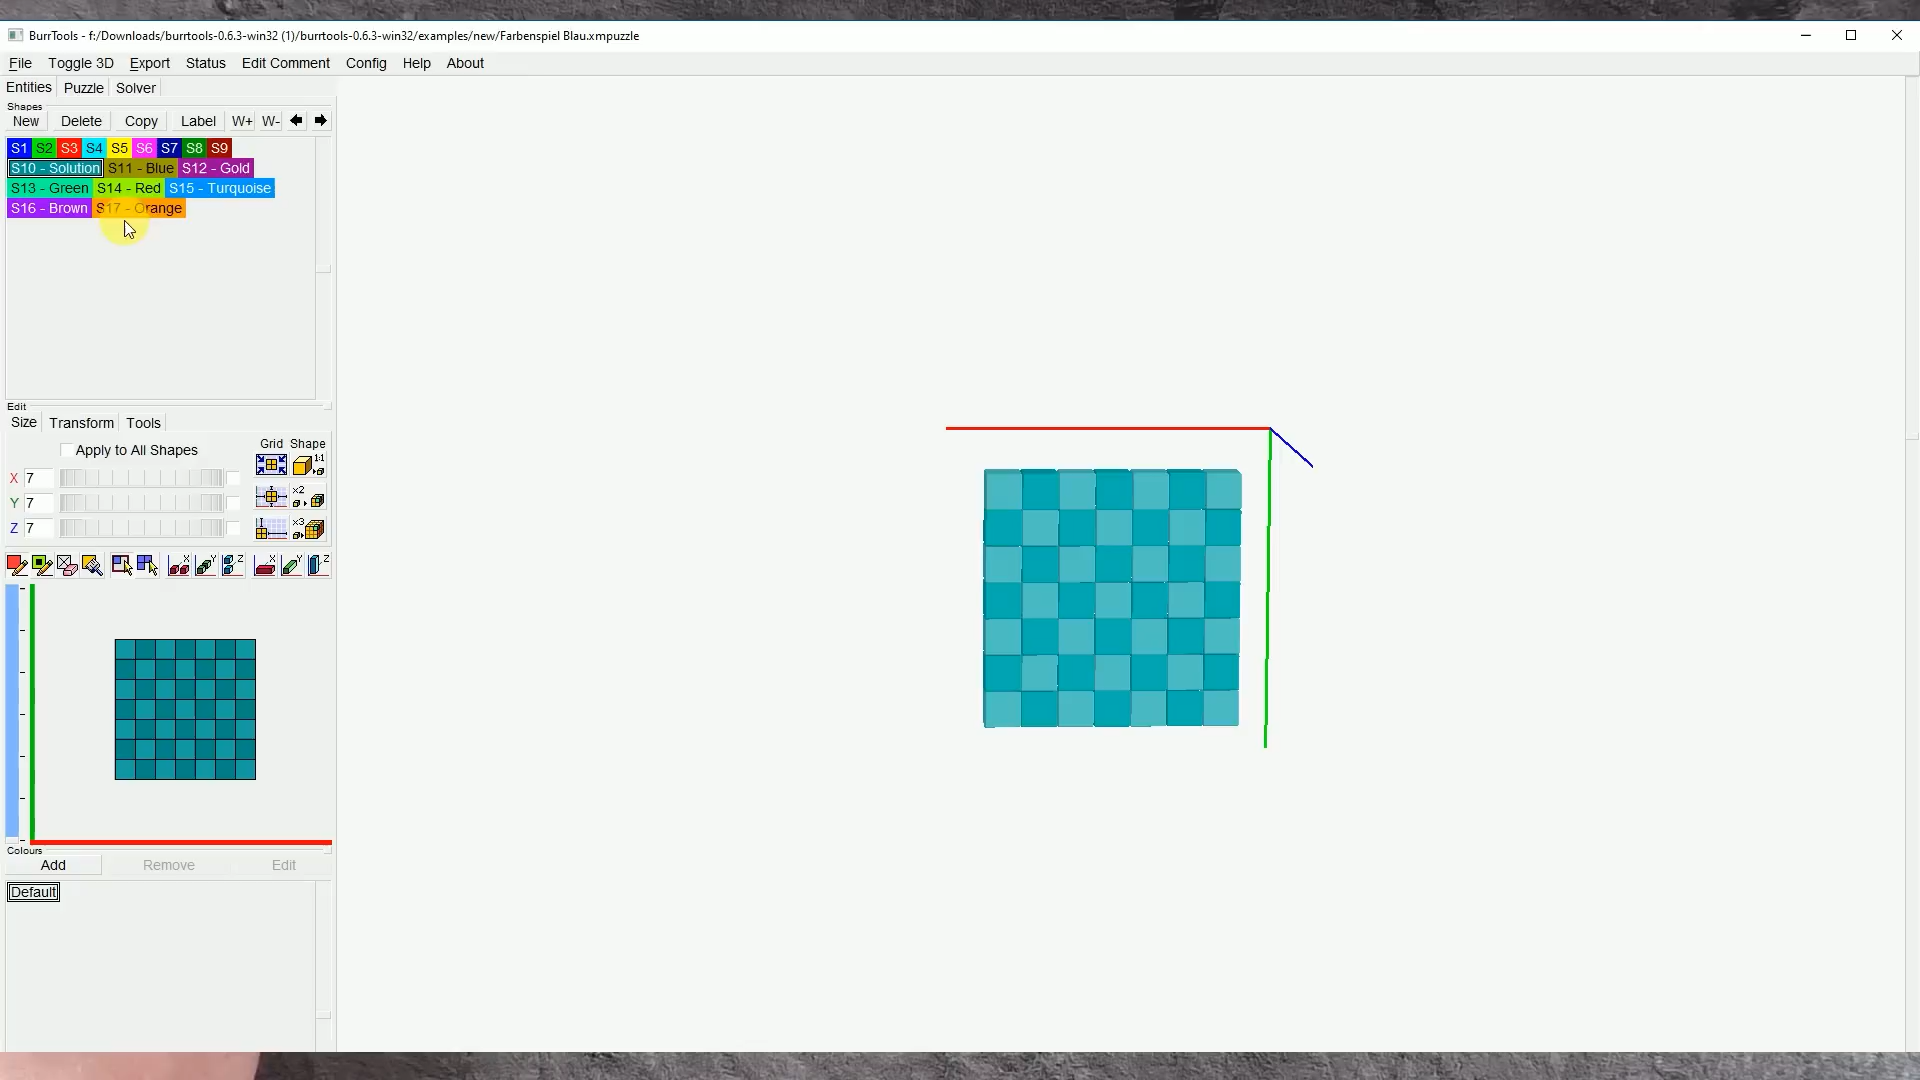 BurrTools - f:/Downloads/burrtools-0.6.3-win32 (1)/burrtools-0.6.3-win32/examples/new/Farbenspiel Blau.xmpuzzle
File Toggle 3D Export Status Edit Comment Config Help About
Entities Puzzle Solver
Shapes
New Delete Copy Label W+ W-
S1 S2 S3 S4 S5 S6 S7 S8 S9
S10 - Solution S11 - Blue S12 - Gold
S13 - Green S14 - Red S15 - Turquoise
S16 - Brown S17 - Orange
Edit
Size Transform Tools
Apply to All Shapes Grid Shape
1:1
X 7
x2
Y 7
x3
Z 7
X Y Z X Y Z
Colours
Add Remove Edit
Default